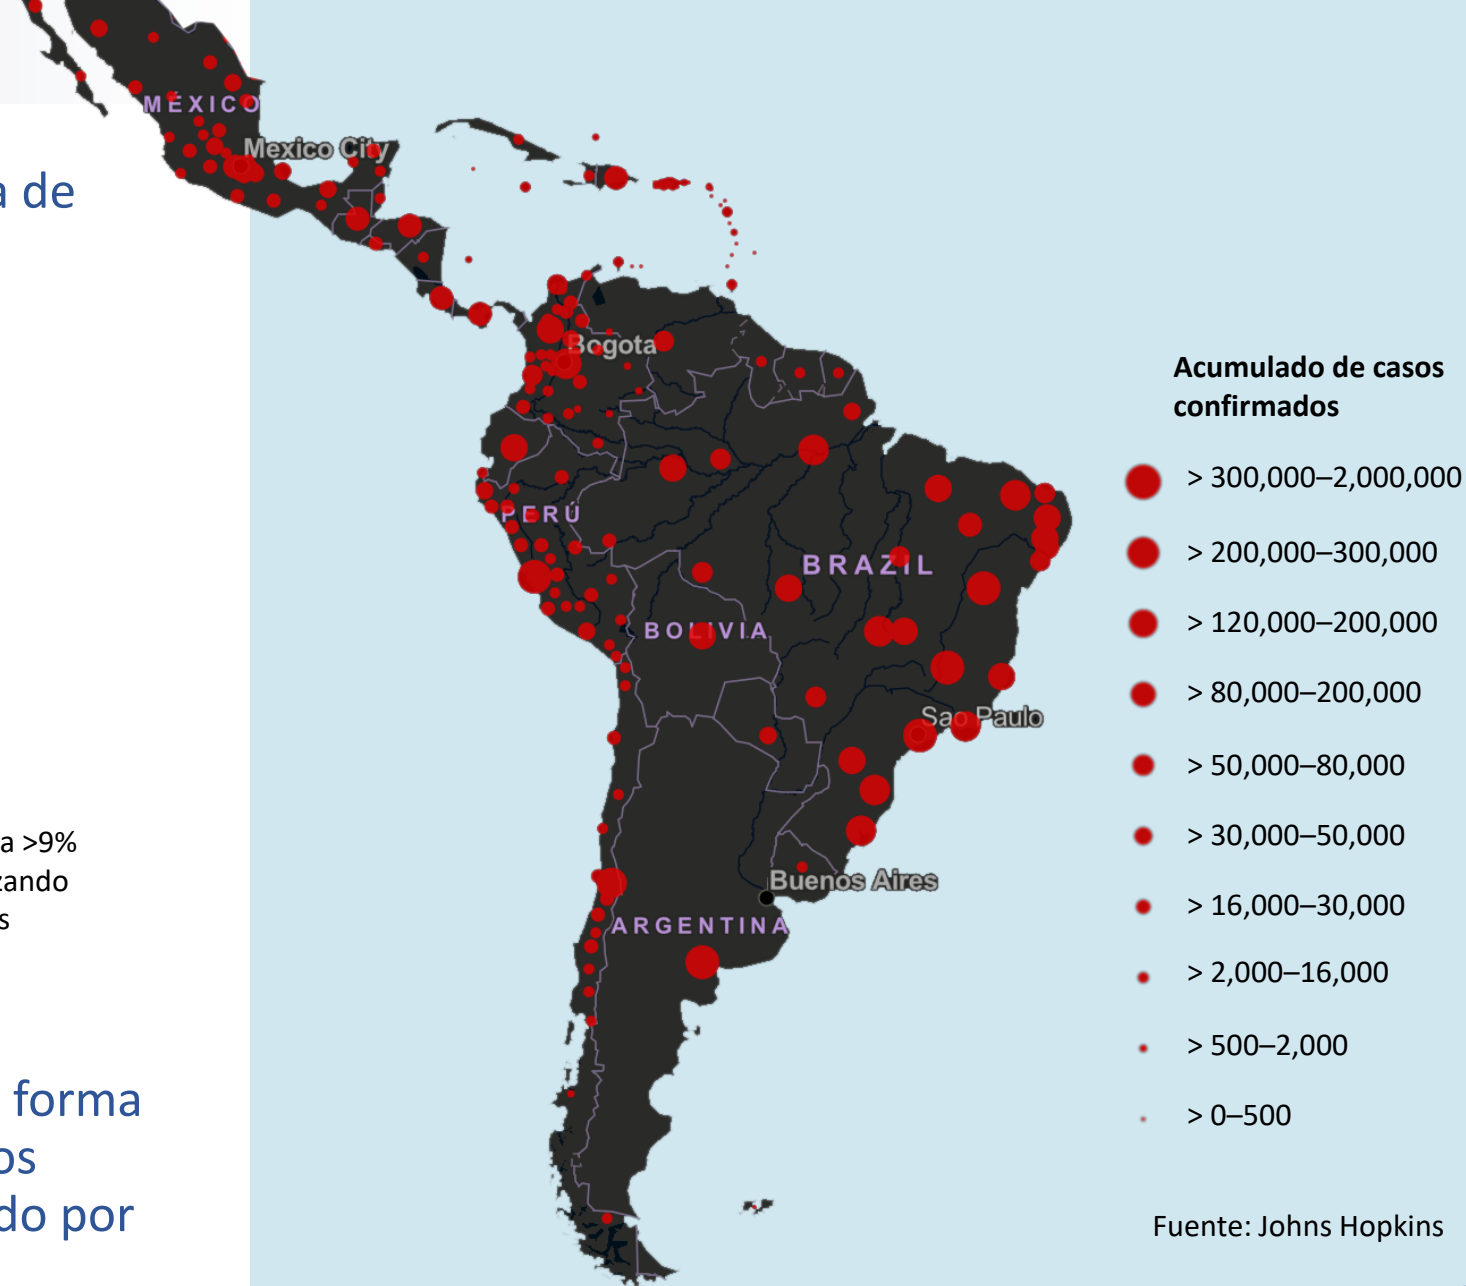 a de
a >9%
zando
s
forma
os
do por
MÉXICO
Mexico City
Bogota
PERÚ
BRAZIL
BOLIVIA
Sao Paulo
Buenos Aires
ARGENTINA
Acumulado de casos
confirmados
> 300,000–2,000,000
> 200,000–300,000
> 120,000–200,000
> 80,000–200,000
> 50,000–80,000
> 30,000–50,000
> 16,000–30,000
> 2,000–16,000
> 500–2,000
> 0–500
Fuente: Johns Hopkins